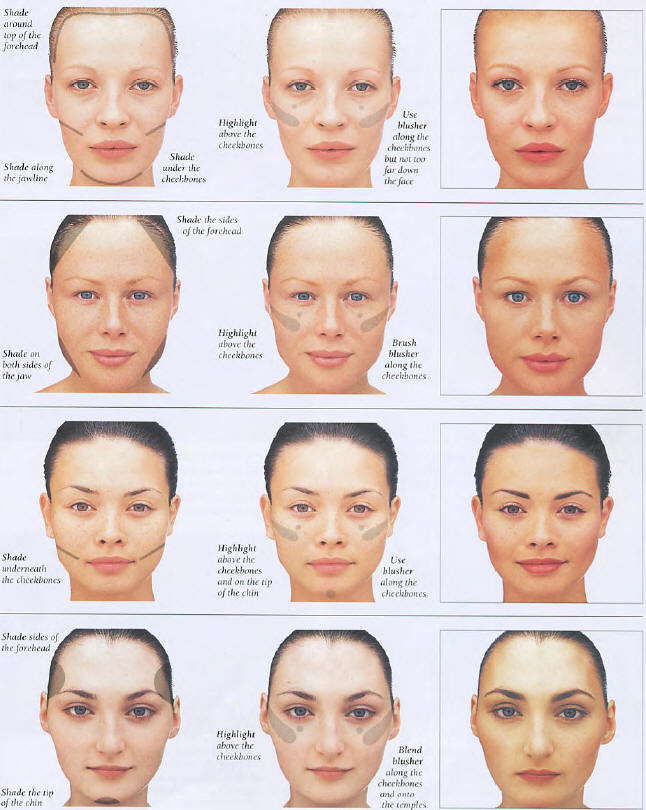 Shade
around
top of the
forehead
Shade along
the jawline
Shade
under the
cheekbones
Highlight
above the
cheekbones
Use
blusher
along the
cheekbones
but not too
far down
the face
Shade the sides
of the forehead
Shade on
both sides of
the jaw
Highlight
above the
cheekbones
Brush
blusher
along the
cheekbones
Shade
underneath
the cheekbones
Highlight
above the
cheekbones
and on the tip
of the chin
Use
blusher
along the
cheekbones
Shade sides of
the forehead
Shade the tip
of the chin
Highlight
above the
cheekbones
Blend
blusher
along the
cheekbones
and onto
the temples